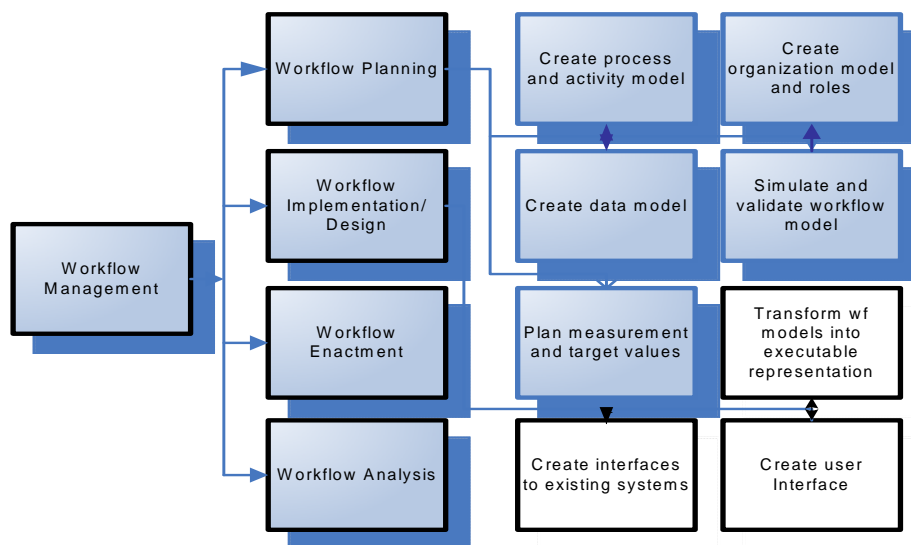 Workflow
Management
Workflow Planning
Workflow
Implementation/
Design
Workflow
Enactment
Workflow Analysis
Create process
and activity model
Create
organization model
and roles
Create data model
Simulate and
validate workflow
model
Plan measurement
and target values
Transform wf
models into
executable
representation
Create interfaces
to existing systems
Create user
Interface